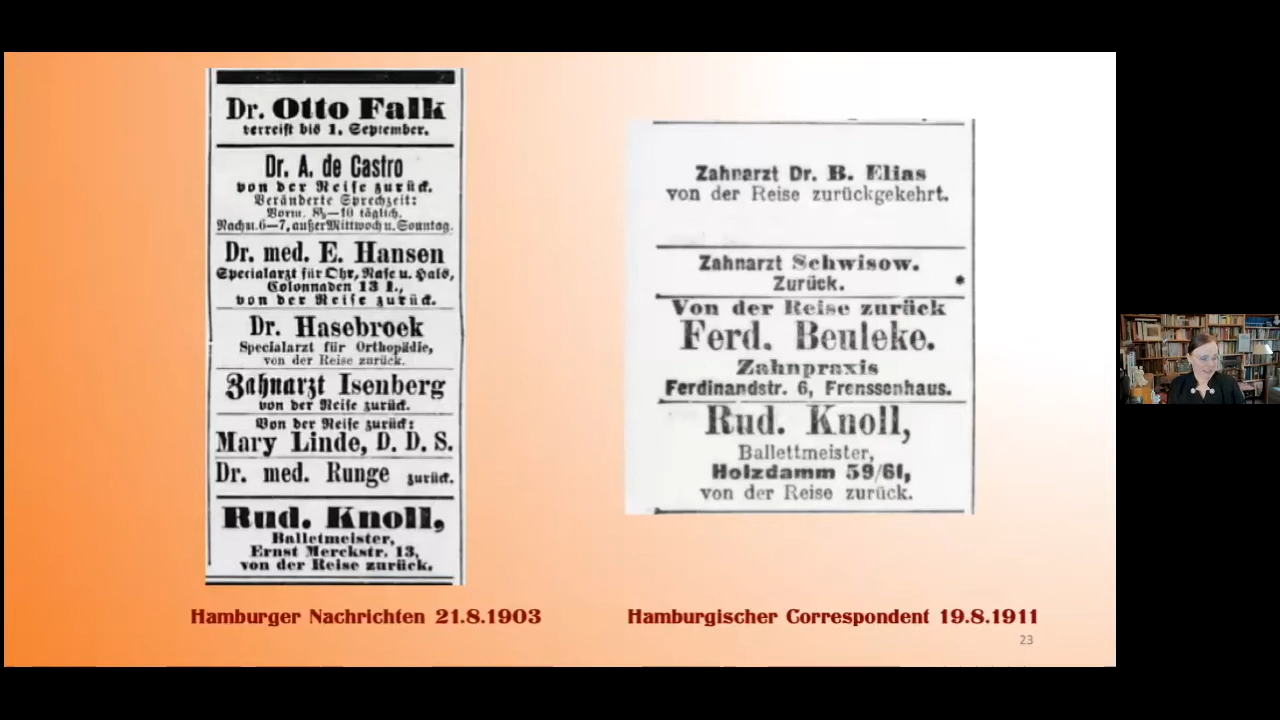 Dr. Otto Falk
verreist bis 1. September.
Dr. A. de Castro
von der Reise zurück.
Veränderte Sprechzeit:
Vorm. 8½—10 täglich.
Nachm. 6—7, außer Mittwoch u. Sonntag.
Dr. med. E. Hansen
Specialarzt für Ohr, Nase u. Hals,
Colonnaden 13 I.,
von der Reise zurück.
Dr. Hasebroek
Specialarzt für Orthopädie,
von der Reise zurück.
Zahnarzt Isenberg
von der Reise zurück.
Von der Reise zurück:
Mary Linde, D. D. S.
Dr. med. Runge zurück.
Rud. Knoll,
Balletmeister,
Ernst Merckstr. 13,
von der Reise zurück.
Hamburger Nachrichten 21.8.1903
Zahnarzt Dr. B. Elias
von der Reise zurückgekehrt.
Zahnarzt Schwisow.
Zurück. *
Von der Reise zurück
Ferd. Beuleke.
Zahnpraxis
Ferdinandstr. 6, Frenssenhaus.
Rud. Knoll,
Ballettmeister,
Holzdamm 59/61,
von der Reise zurück.
Hamburgischer Correspondent 19.8.1911
23